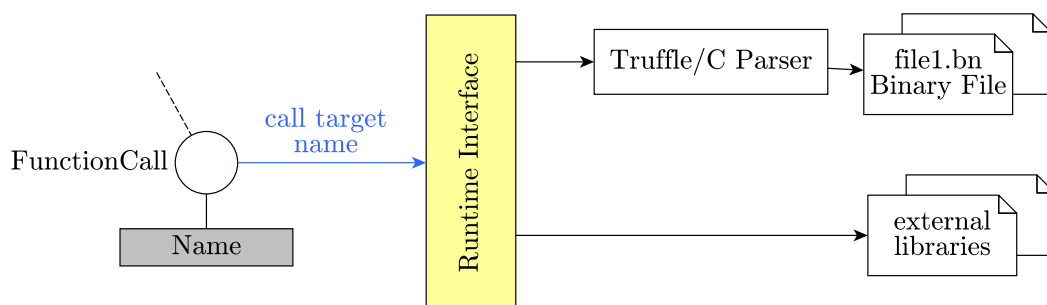 FunctionCall
Name
call target
name
Runtime Interface
Truffle/C Parser
file1.bn
Binary File
external
libraries